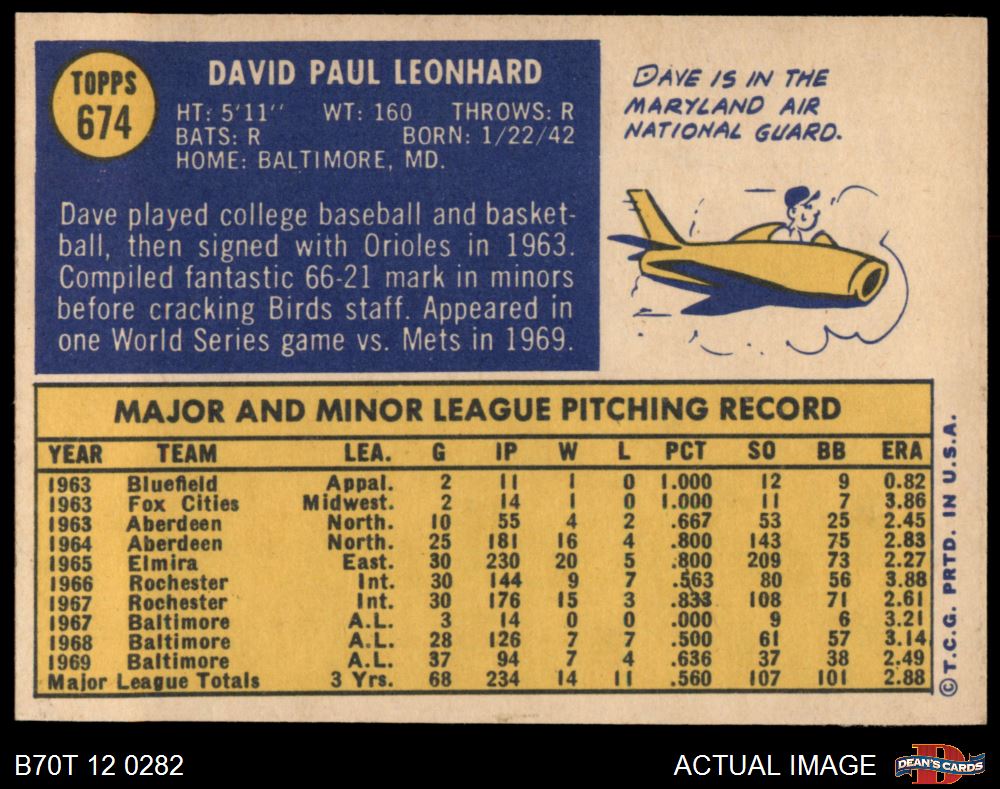 TOPPS
674
DAVID PAUL LEONHARD
HT: 5'11" WT: 160 THROWS: R
BATS: R BORN: 1/22/42
HOME: BALTIMORE, MD.
Dave played college baseball and basket-
ball, then signed with Orioles in 1963.
Compiled fantastic 66-21 mark in minors
before cracking Birds staff. Appeared in
one World Series game vs. Mets in 1969.
DAVE IS IN THE
MARYLAND AIR
NATIONAL GUARD.
MAJOR AND MINOR LEAGUE PITCHING RECORD
YEAR TEAM LEA. G IP W L PCT SO BB ERA
1963 Bluefield Appal. 2 11 1 0 1.000 12 9 0.82
1963 Fox Cities Midwest. 2 14 1 0 1.000 11 7 3.86
1963 Aberdeen North. 10 55 4 2 .667 53 25 2.45
1964 Aberdeen North. 25 181 16 4 .800 143 75 2.83
1965 Elmira East. 30 230 20 5 .800 209 73 2.27
1966 Rochester Int. 30 144 9 7 .563 80 56 3.88
1967 Rochester Int. 30 176 15 3 .833 108 71 2.61
1967 Baltimore A.L. 3 14 0 0 .000 9 6 3.21
1968 Baltimore A.L. 28 126 7 7 .500 61 57 3.14
1969 Baltimore A.L. 37 94 7 4 .636 37 38 2.49
Major League Totals 3 Yrs. 68 234 14 11 .560 107 101 2.88
© T.C.G. PRTD. IN U.S.A.
B70T 12 0282
ACTUAL IMAGE
DEAN'S CARDS